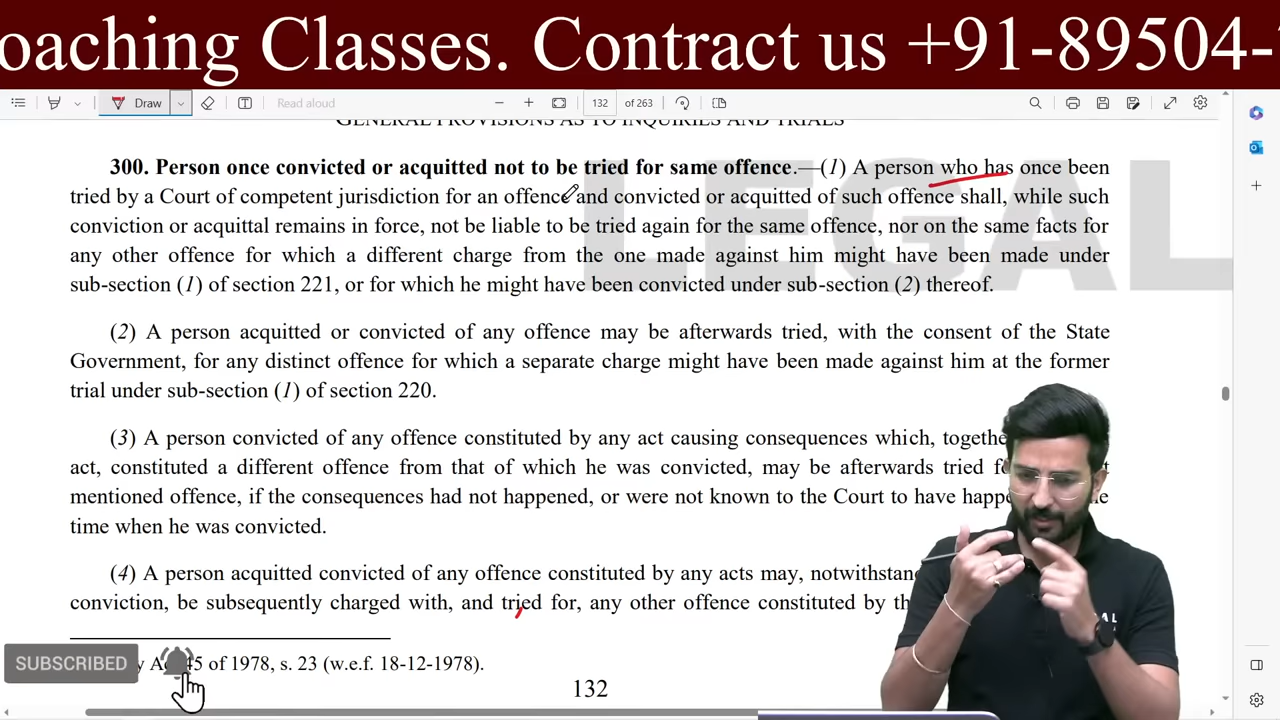 oaching Classes. Contract us +91-89504-
Draw
Read aloud
132 of 263
GENERAL PROVISIONS AS TO INQUIRIES AND TRIALS
300. Person once convicted or acquitted not to be tried for same offence.—(1) A person who has once been
tried by a Court of competent jurisdiction for an offence and convicted or acquitted of such offence shall, while such
conviction or acquittal remains in force, not be liable to be tried again for the same offence, nor on the same facts for
any other offence for which a different charge from the one made against him might have been made under
sub-section (1) of section 221, or for which he might have been convicted under sub-section (2) thereof.
(2) A person acquitted or convicted of any offence may be afterwards tried, with the consent of the State
Government, for any distinct offence for which a separate charge might have been made against him at the former
trial under sub-section (1) of section 220.
(3) A person convicted of any offence constituted by any act causing consequences which, togethe
act, constituted a different offence from that of which he was convicted, may be afterwards tried f t
mentioned offence, if the consequences had not happened, or were not known to the Court to have happ e
time when he was convicted.
(4) A person acquitted convicted of any offence constituted by any acts may, notwithstan
conviction, be subsequently charged with, and tried for, any other offence constituted by th
y A 45 of 1978, s. 23 (w.e.f. 18-12-1978).
132
SUBSCRIBED
LEGAL
GAL